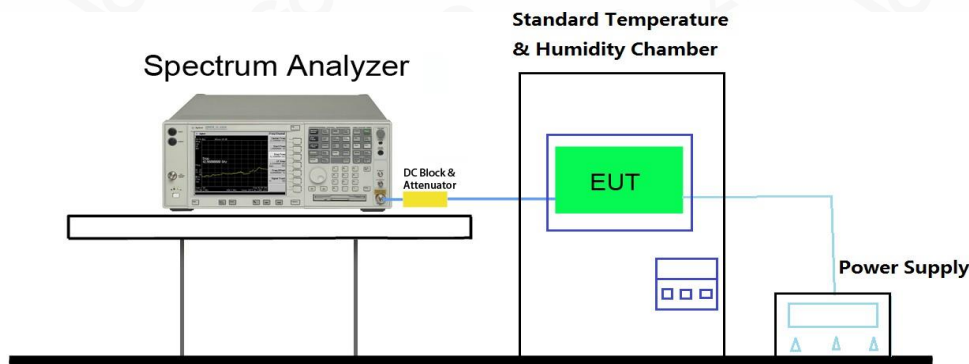 Standard Temperature
& Humidity Chamber
Spectrum Analyzer
DC Block &
Attenuator
EUT
Power Supply